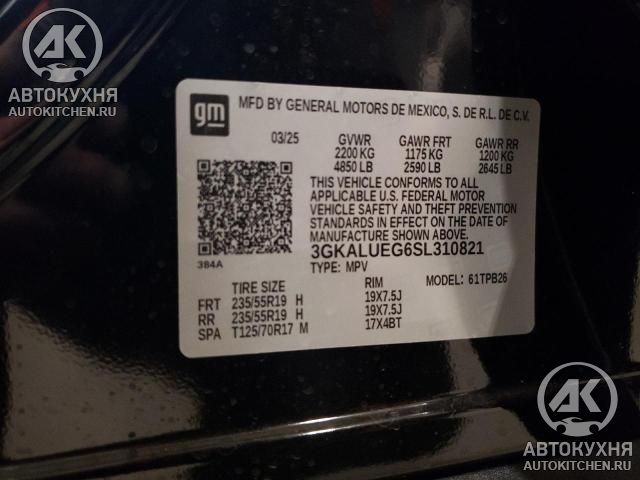 AK
АВТОКУХНЯ
AUTOKITCHEN.RU
gm
MFD BY GENERAL MOTORS DE MEXICO, S. DE R.L. DE C.V.
03/25 GVWR GAWR FRT GAWR RR
2200 KG 1175 KG 1200 KG
4850 LB 2590 LB 2645 LB
THIS VEHICLE CONFORMS TO ALL
APPLICABLE U.S. FEDERAL MOTOR
VEHICLE SAFETY AND THEFT PREVENTION
STANDARDS IN EFFECT ON THE DATE OF
MANUFACTURE SHOWN ABOVE.
3GKALUEG6SL310821
384A TYPE: MPV 61TPB26
TIRE SIZE RIM
FRT 235/55R19 H 19X7.5J
RR 235/55R19 H 19X7.5J
SPA T125/70R17 M 17X4BT
AK
АВТОКУХНЯ
AUTOKITCHEN.RU